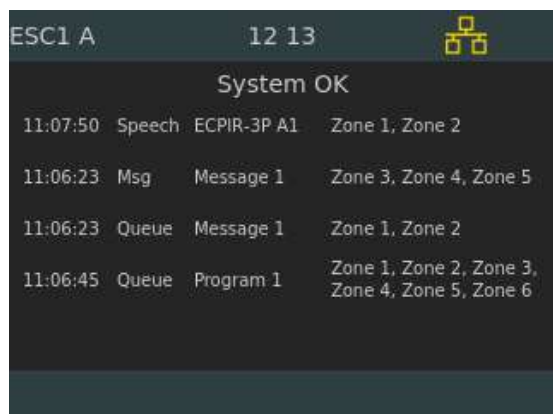 ESC1 A 12 13
System OK
11:07:50 Speech ECPIR-3P A1 Zone 1, Zone 2
11:06:23 Msg Message 1 Zone 3, Zone 4, Zone 5
11:06:23 Queue Message 1 Zone 1, Zone 2
11:06:45 Queue Program 1 Zone 1, Zone 2, Zone 3,
Zone 4, Zone 5, Zone 6